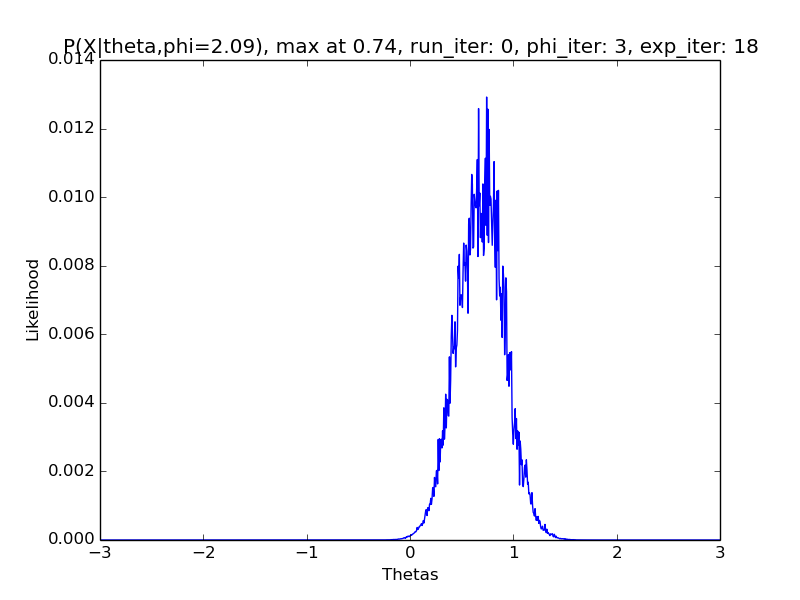 P(X|theta,phi=2.09), max at 0.74, run_iter: 0, phi_iter: 3, exp_iter: 18
0.014
0.012
0.010
0.008
0.006
0.004
0.002
0.000
Likelihood
−3 −2 −1 0 1 2 3
Thetas